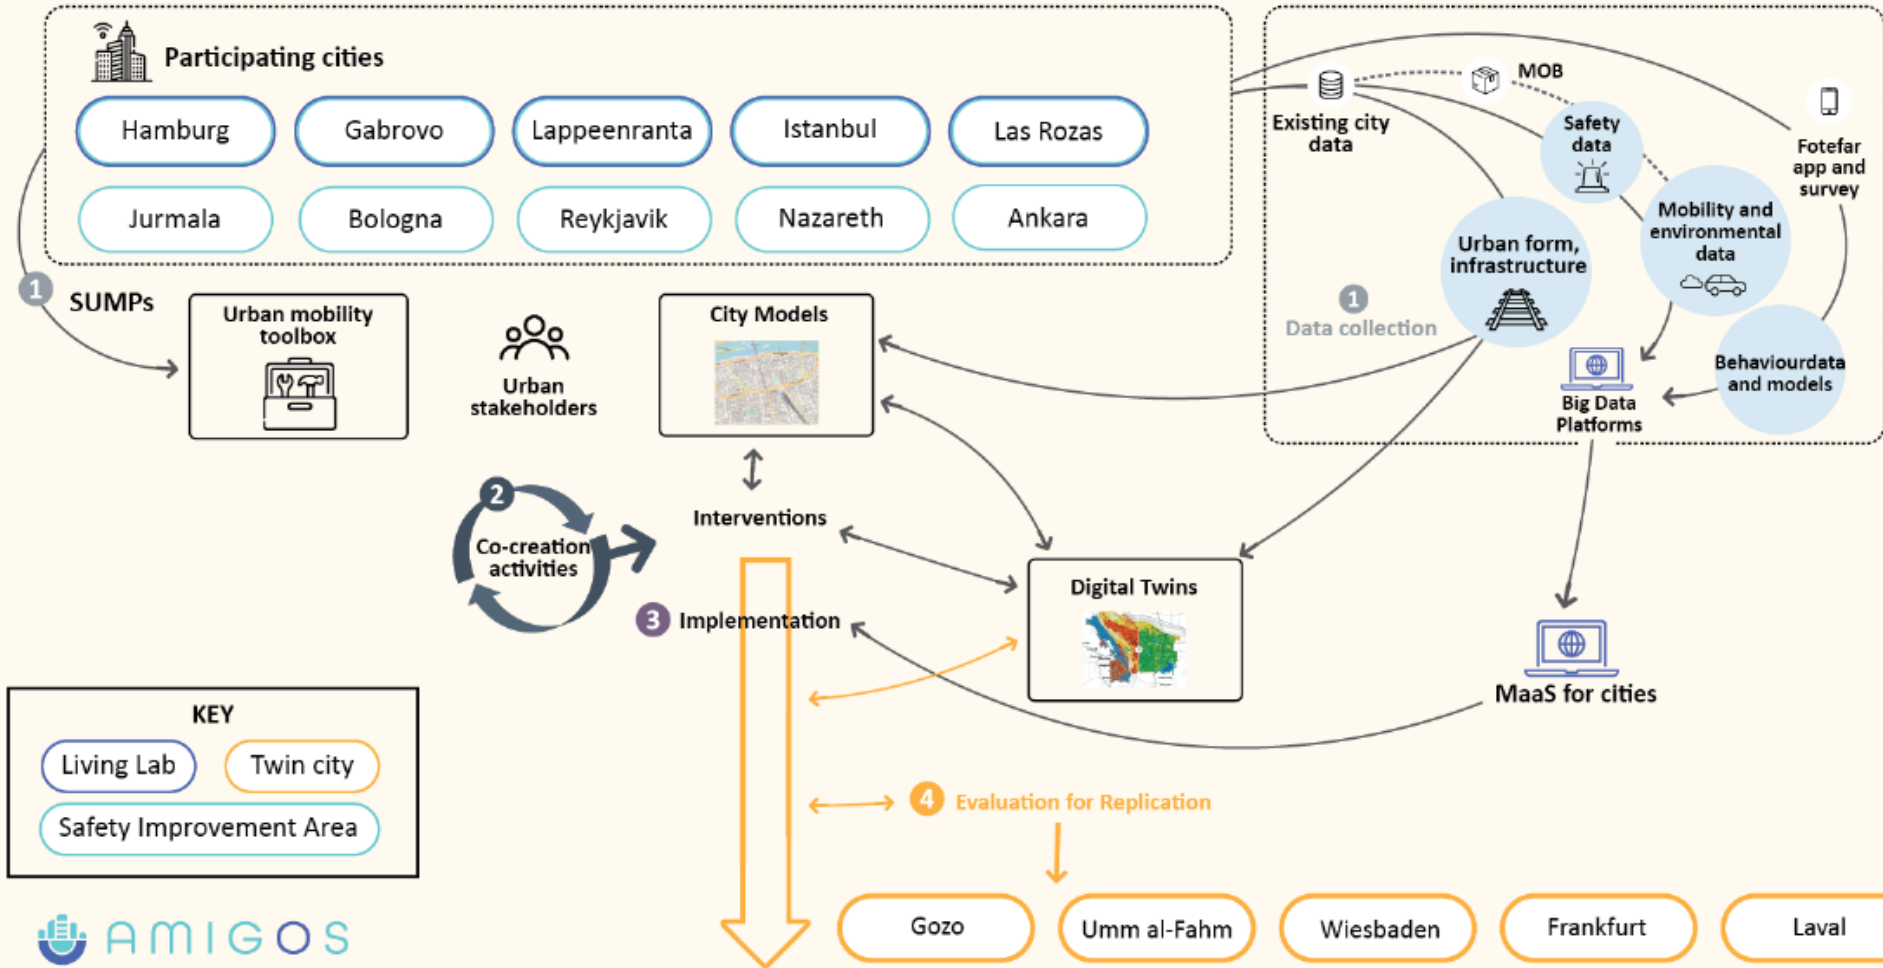 Participating cities
Hamburg
Gabrovo
Lappeenranta
Istanbul
Las Rozas
Jurmala
Bologna
Reykjavik
Nazareth
Ankara
MOB
Existing city
data
Safety
data
Fotefar
app and
survey
Mobility and
environmental
data
Urban form,
infrastructure
1
Data collection
Behaviourdata
and models
Big Data
Platforms
1
SUMPs
Urban mobility
toolbox
Urban
stakeholders
City Models
2
Co-creation
activities
Interventions
3
Implementation
Digital Twins
MaaS for cities
KEY
Living Lab
Twin city
Safety Improvement Area
4
Evaluation for Replication
Gozo
Umm al-Fahm
Wiesbaden
Frankfurt
Laval
AMIGOS